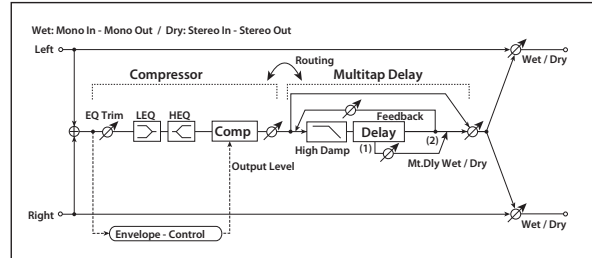 Wet: Mono In - Mono Out / Dry: Stereo In - Stereo Out
Left
Wet / Dry
Routing
Compressor
Multitap Delay
EQ Trim
LEQ
HEQ
Comp
Feedback
Delay
High Damp
(1)
(2)
Output Level
Mt.Dly Wet / Dry
Right
Wet / Dry
Envelope - Control